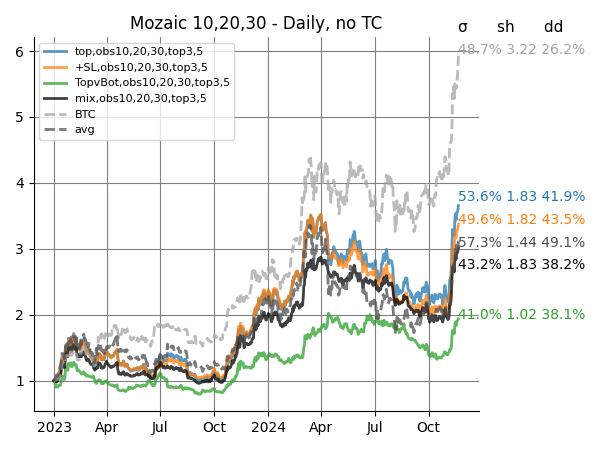 Mozaic 10,20,30 - Daily, no TC
σ sh dd
48.7% 3.22 26.2%
top,obs10,20,30,top3,5
+SL,obs10,20,30,top3,5
TopvBot,obs10,20,30,top3,5
mix,obs10,20,30,top3,5
BTC
avg
53.6% 1.83 41.9%
49.6% 1.82 43.5%
57.3% 1.44 49.1%
43.2% 1.83 38.2%
41.0% 1.02 38.1%
6
5
4
3
2
1
2023 Apr Jul Oct 2024 Apr Jul Oct